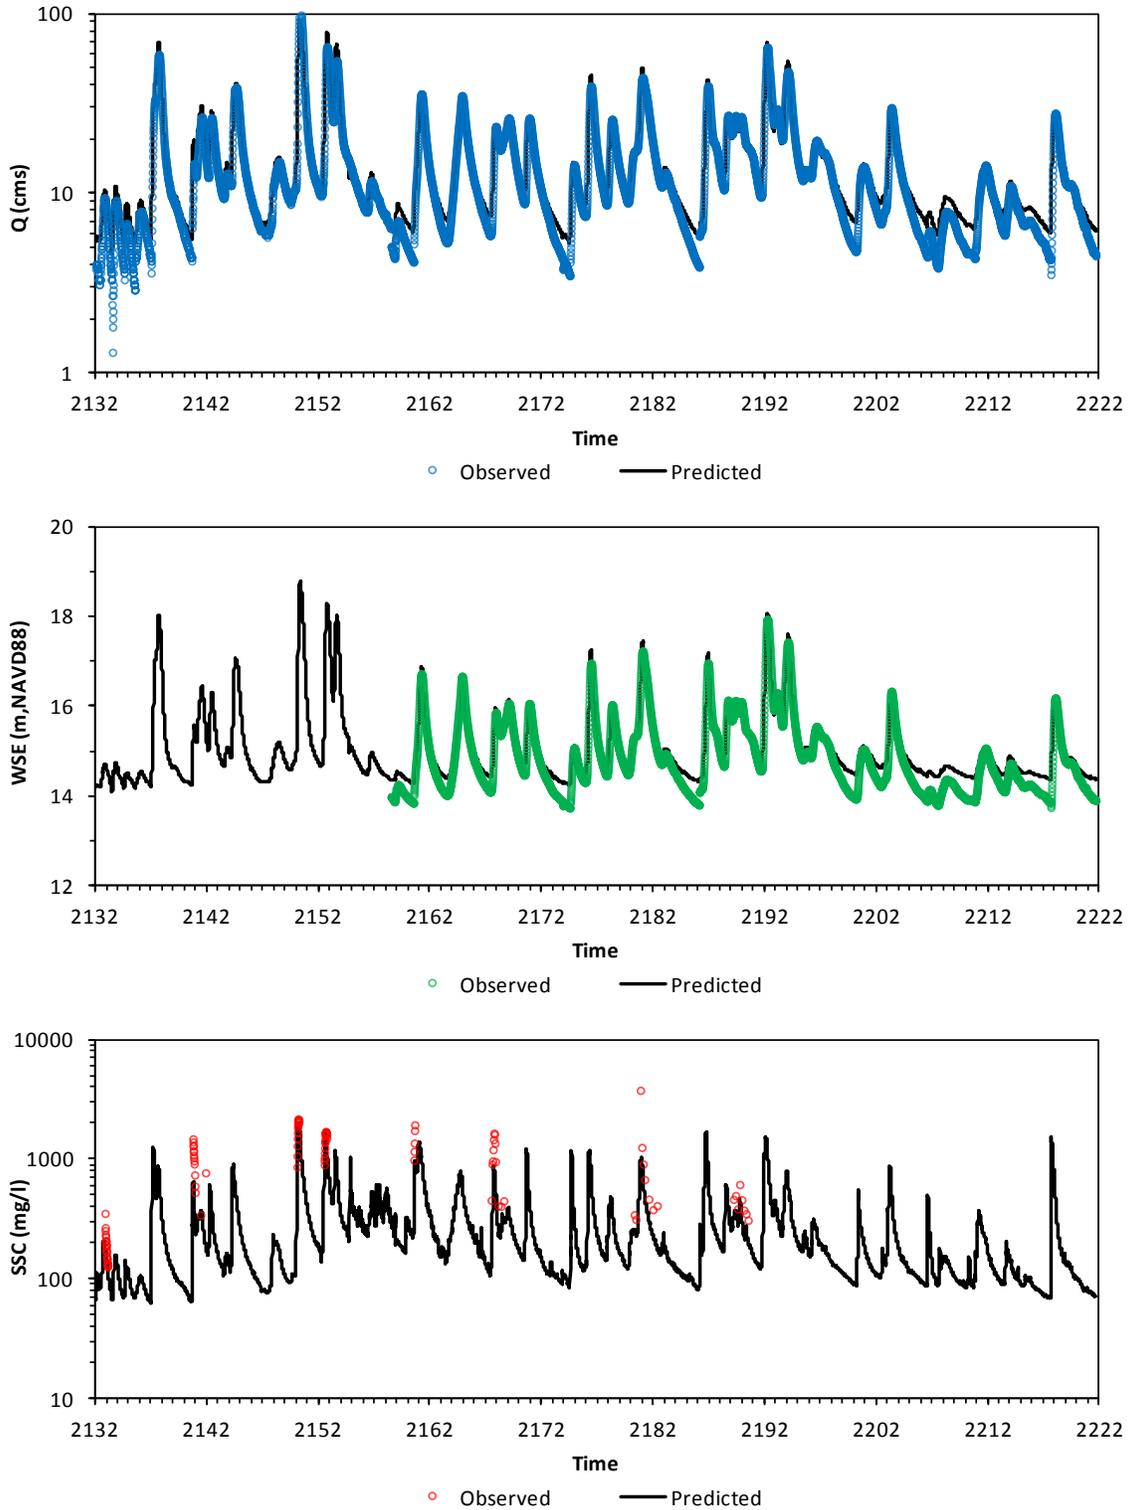 100
10
1
Q (cms)
2132 2142 2152 2162 2172 2182 2192 2202 2212 2222
Time
Observed Predicted
20
18
16
14
12
WSE (m,NAVD88)
2132 2142 2152 2162 2172 2182 2192 2202 2212 2222
Time
Observed Predicted
10000
1000
100
10
SSC (mg/l)
2132 2142 2152 2162 2172 2182 2192 2202 2212 2222
Time
Observed Predicted